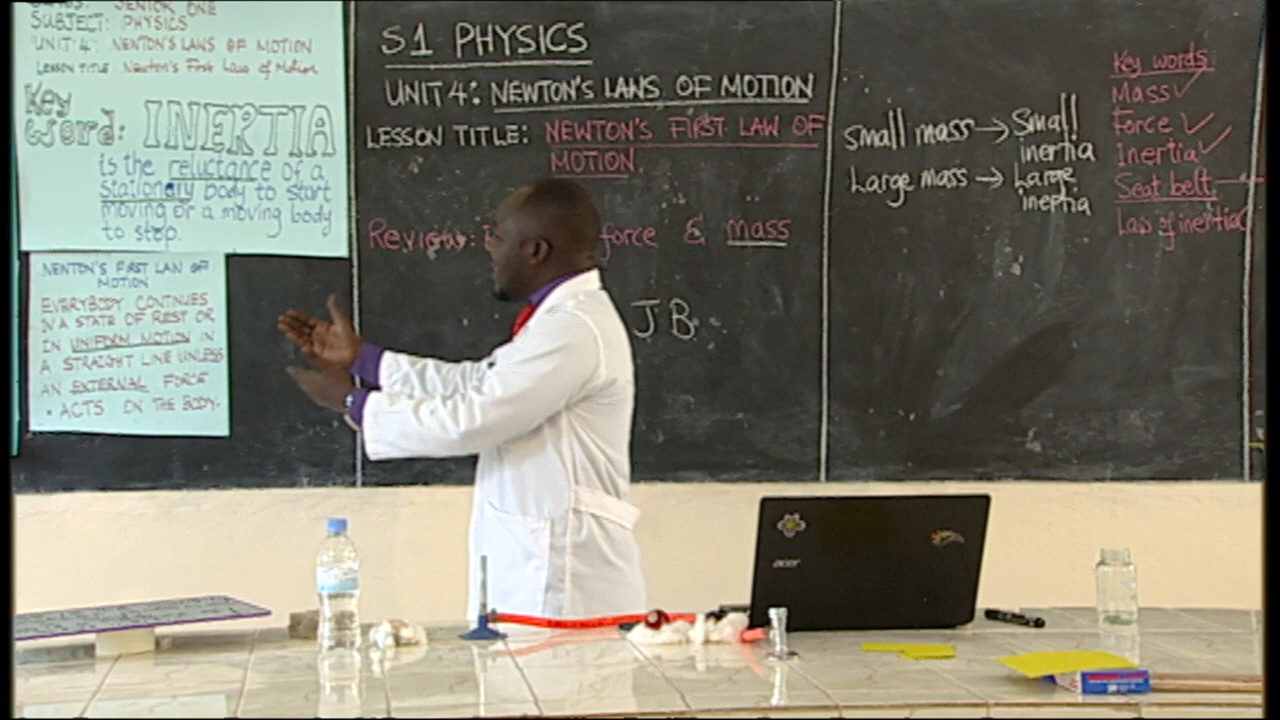 SENIOR ONE
SUBJECT: PHYSICS
UNIT 4: NEWTON'S LAWS OF MOTION
LESSON TITLE: Newton's First Law of Motion
Key Word: INERTIA
is the reluctance of a
stationary body to start
moving or a moving body
to stop.
NEWTON'S FIRST LAW OF
MOTION
EVERYBODY CONTINUES
IN A STATE OF REST OR
IN UNIFORM MOTION IN
A STRAIGHT LINE UNLESS
AN EXTERNAL FORCE
ACTS ON THE BODY.
S1 PHYSICS
UNIT 4: NEWTON'S LAWS OF MOTION
LESSON TITLE: NEWTON'S FIRST LAW OF
MOTION
Review: force & mass
J B.
Small mass → Small
inertia
Large mass → Large
inertia
Key words
Mass ✓
Force ✓
Inertia ✓
Seat belt
Law of inertia
acer